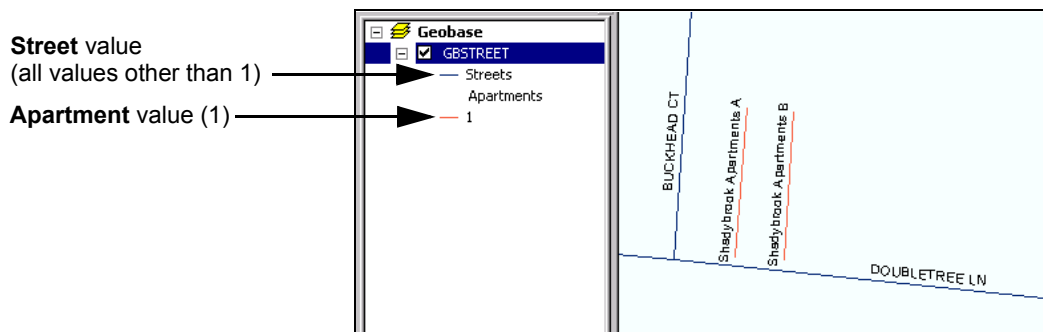 Street value
(all values other than 1)
Apartment value (1)
Geobase
GBSTREET
Streets
Apartments
1
BUCKHEAD CT
Shadybrook Apartments A
Shadybrook Apartments B
DOUBLETREE LN